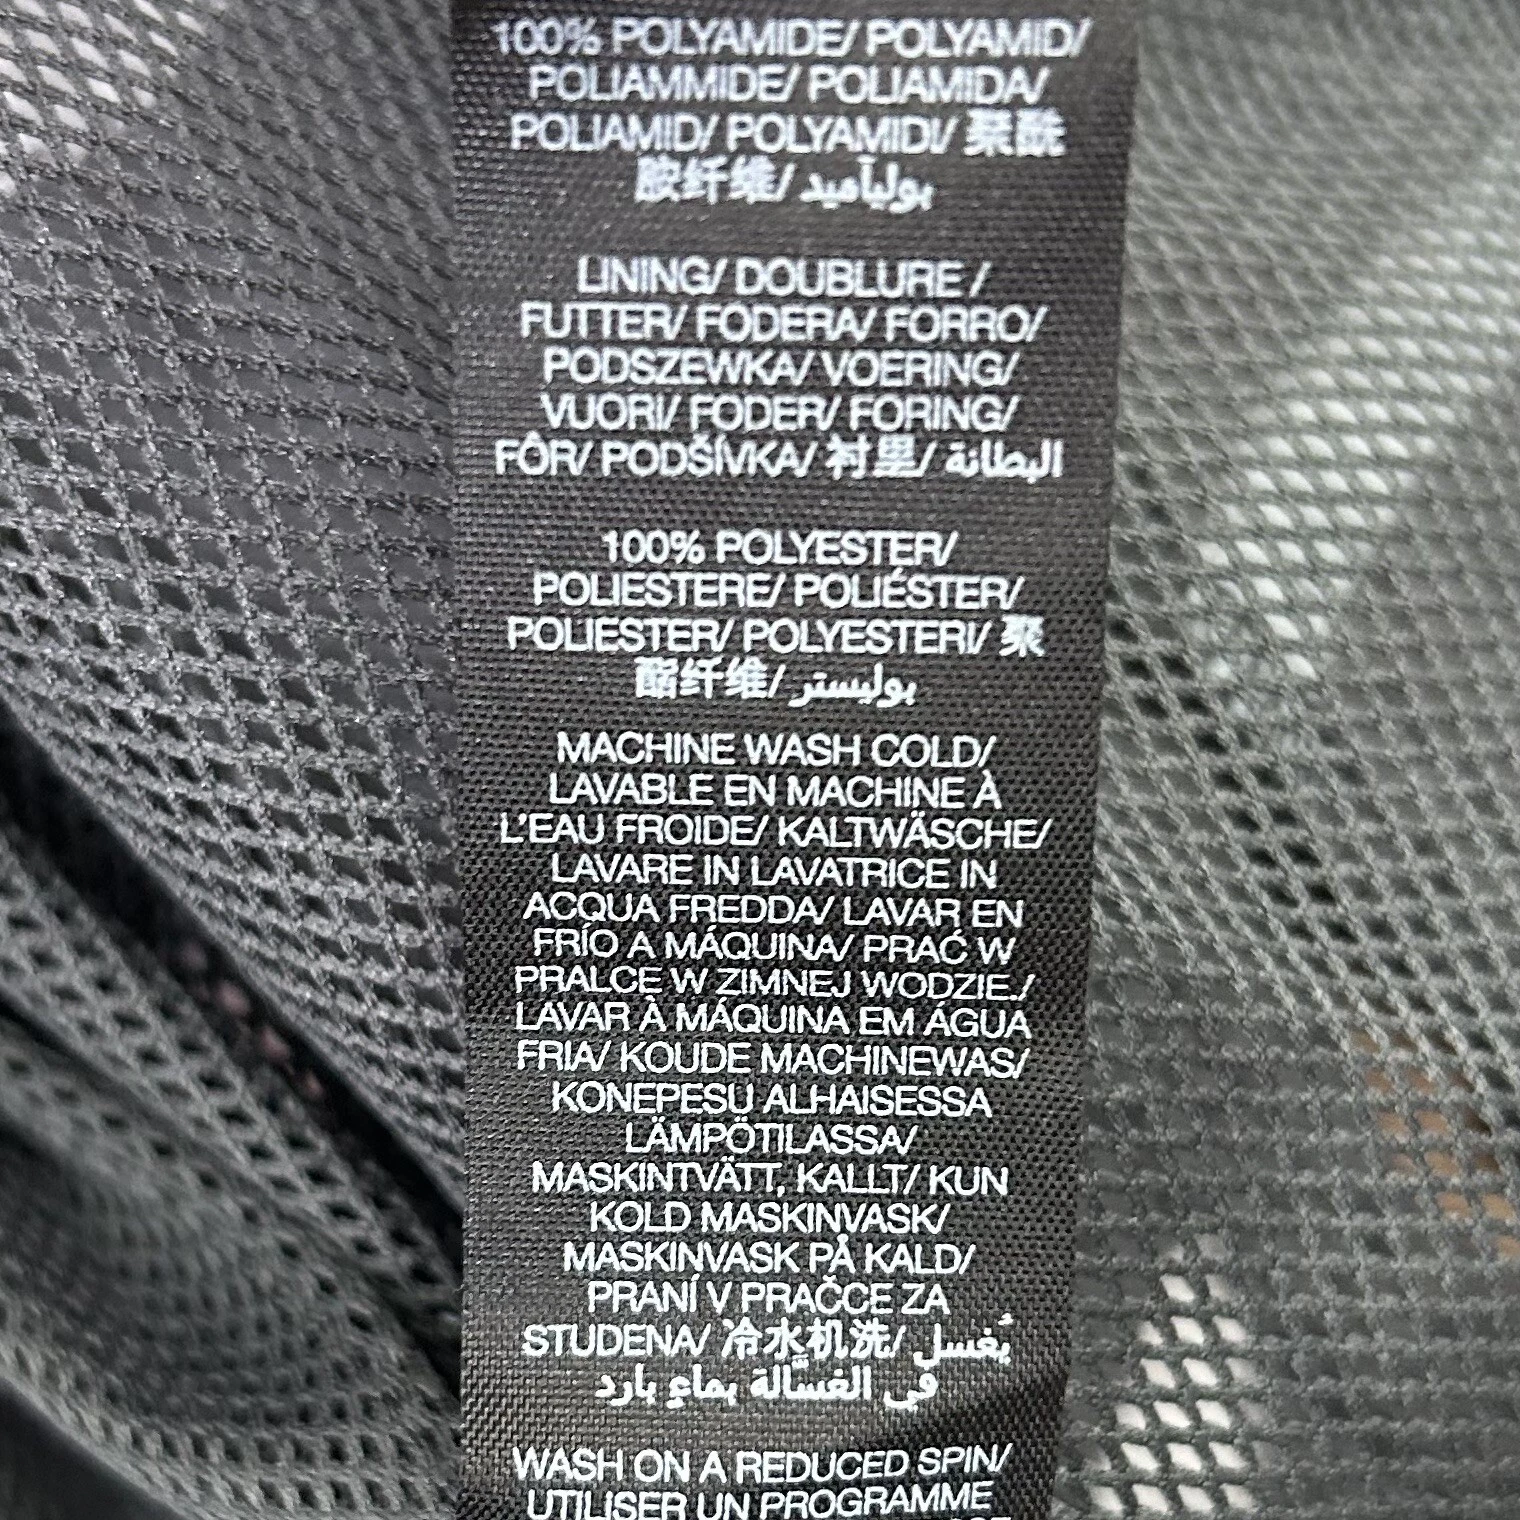 100% POLYAMIDE/ POLYAMID/
POLIAMMIDE/ POLIAMIDA/
POLIAMID/ POLYAMIDI/ 聚酰
胺纤维/ بولياميد
LINING/ DOUBLURE /
FUTTER/ FODERA/ FORRO/
PODSZEWKA/ VOERING/
VUORI/ FODER/ FORING/
FÔR/ PODŠÍVKA/ 衬里/ البطانة
100% POLYESTER/
POLIESTERE/ POLIÉSTER/
POLIESTER/ POLYESTERI/ 聚
酯纤维/ بوليستر
MACHINE WASH COLD/
LAVABLE EN MACHINE À
L'EAU FROIDE/ KALTWÄSCHE/
LAVARE IN LAVATRICE IN
ACQUA FREDDA/ LAVAR EN
FRÍO A MÁQUINA/ PRAĆ W
PRALCE W ZIMNEJ WODZIE./
LAVAR À MÁQUINA EM ÁGUA
FRIA/ KOUDE MACHINEWAS/
KONEPESU ALHAISESSA
LÄMPÖTILASSA/
MASKINTVÄTT, KALLT/ KUN
KOLD MASKINVASK/
MASKINVASK PÅ KALD/
PRANÍ V PRAČCE ZA
STUDENA/ 冷水机洗/ يُغسل
في الغسَّالة بماءٍ بارد
WASH ON A REDUCED SPIN/
UTILISER UN PROGRAMME